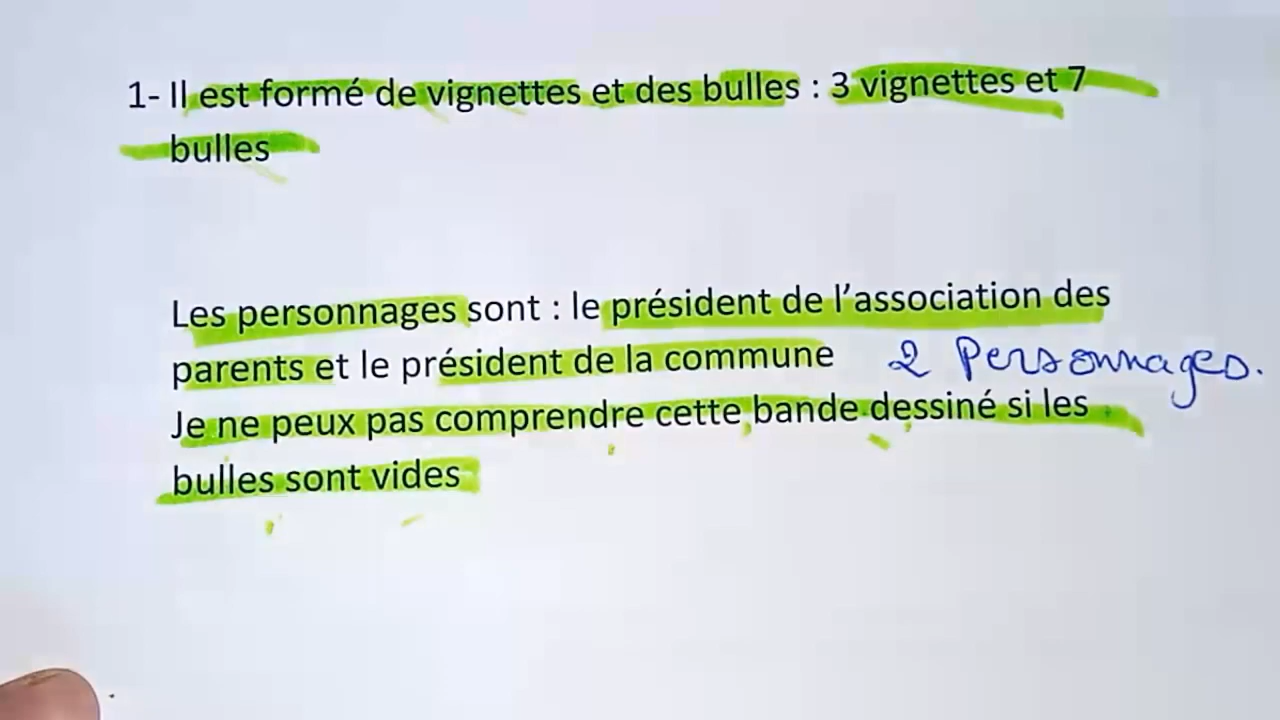 1- Il est formé de vignettes et des bulles : 3 vignettes et 7
bulles
Les personnages sont : le président de l’association des
parents et le président de la commune 2 Personnages.
Je ne peux pas comprendre cette bande dessiné si les
bulles sont vides